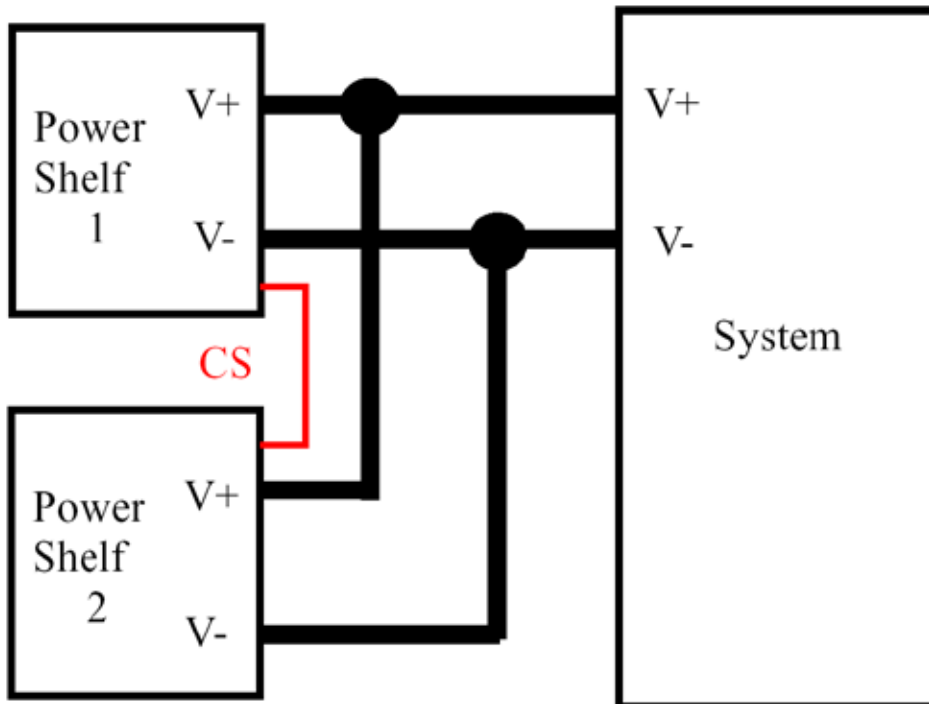 Power
Shelf
1
V+
V-
CS
Power
Shelf
2
V+
V-
V+
V-
System